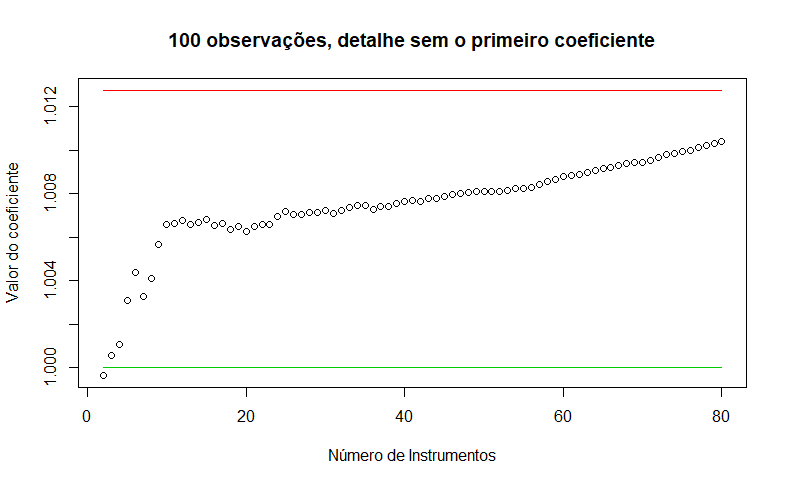 100 observações, detalhe sem o primeiro coeficiente
Valor do coeficiente
1.012
1.008
1.004
1.000
0 20 40 60 80
Número de Instrumentos